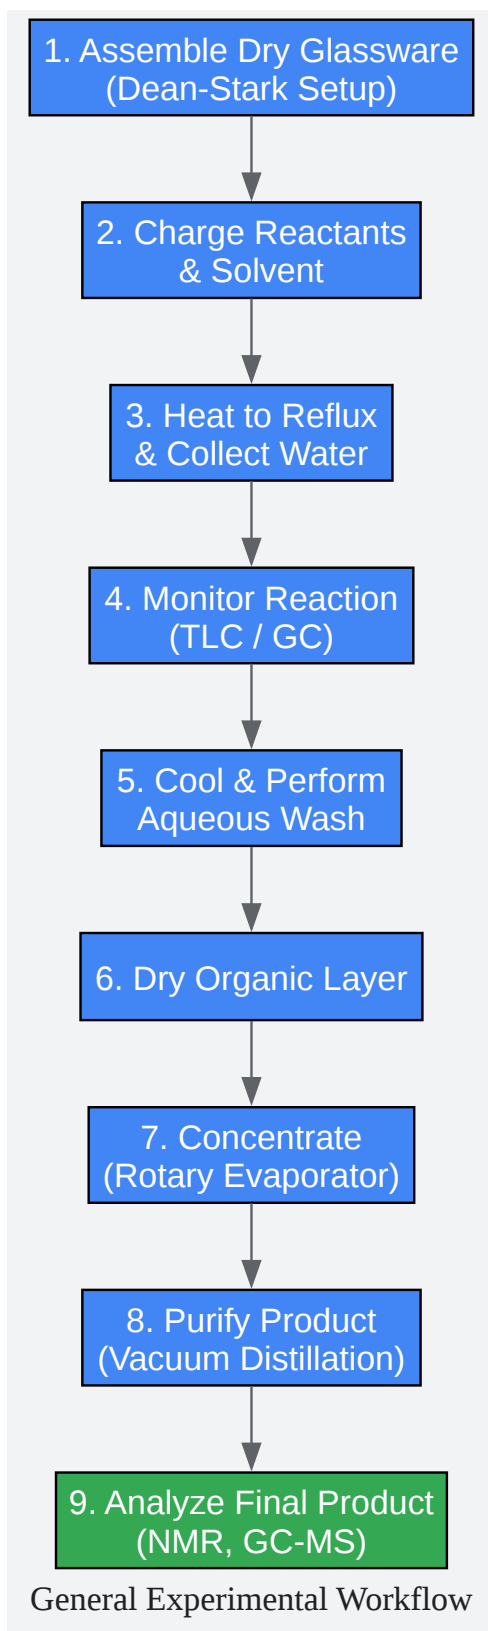 1. Assemble Dry Glassware
(Dean-Stark Setup)
2. Charge Reactants
& Solvent
3. Heat to Reflux
& Collect Water
4. Monitor Reaction
(TLC / GC)
5. Cool & Perform
Aqueous Wash
6. Dry Organic Layer
7. Concentrate
(Rotary Evaporator)
8. Purify Product
(Vacuum Distillation)
9. Analyze Final Product
(NMR, GC-MS)
General Experimental Workflow